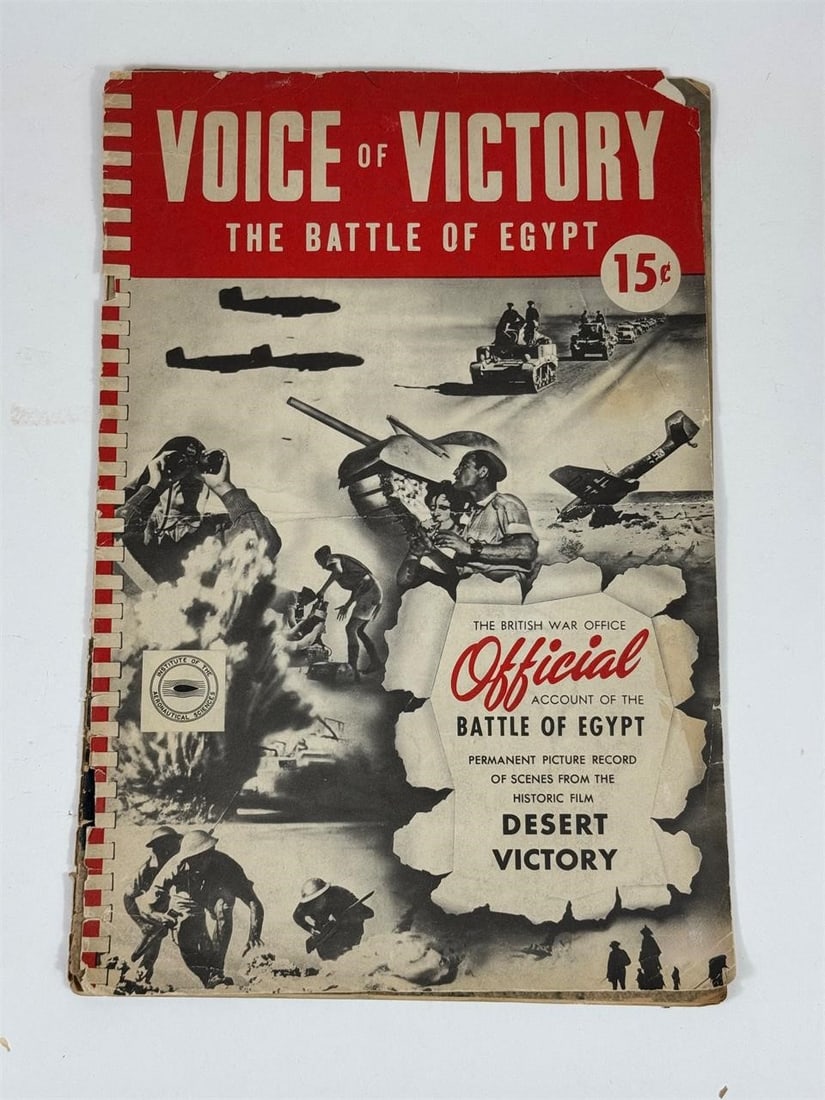 VOICE OF VICTORY
THE BATTLE OF EGYPT
15¢
THE BRITISH WAR OFFICE
Official
ACCOUNT OF THE
BATTLE OF EGYPT
PERMANENT PICTURE RECORD
OF SCENES FROM THE
HISTORIC FILM
DESERT
VICTORY
INSTITUTE OF THE
AERONAUTICAL SCIENCES